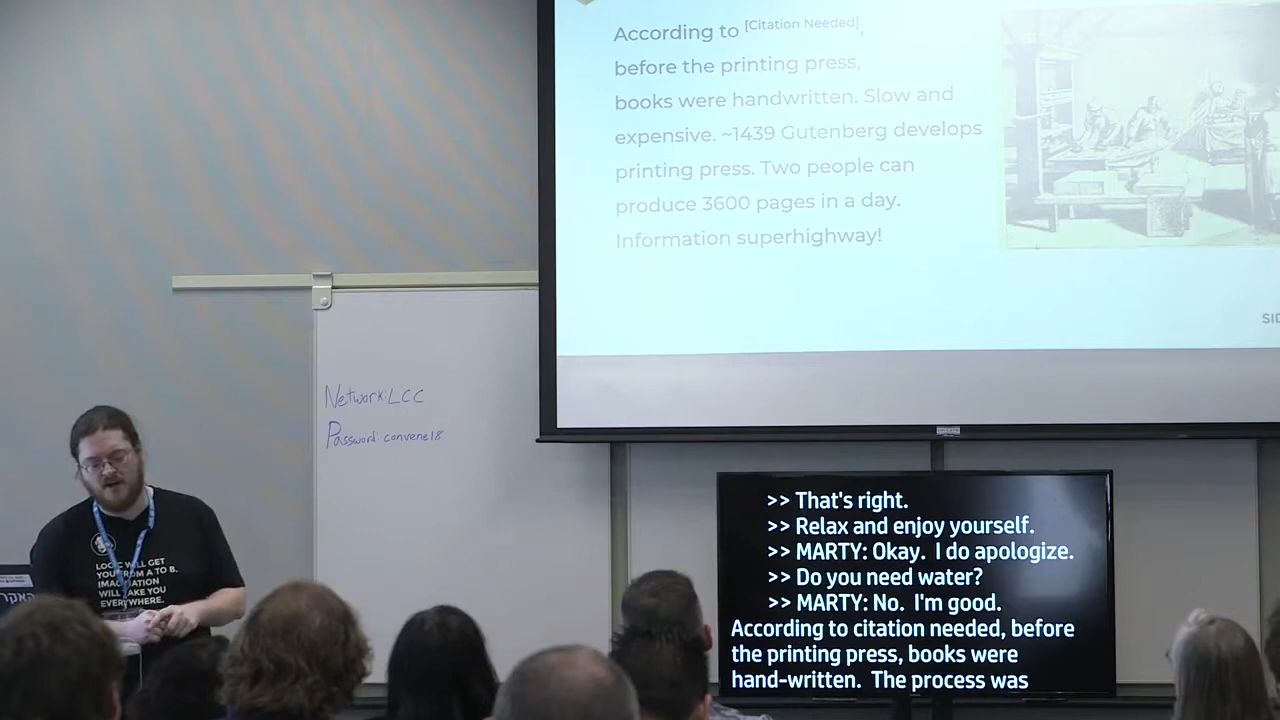 According to [Citation Needed],
before the printing press,
books were handwritten. Slow and
expensive. ~1439 Gutenberg develops
printing press. Two people can
produce 3600 pages in a day.
Information superhighway!
Network: LCC
Password: convene18
>> That's right.
>> Relax and enjoy yourself.
>> MARTY: Okay. I do apologize.
>> Do you need water?
>> MARTY: No. I'm good.
According to citation needed, before
the printing press, books were
hand-written. The process was
LOGIC WILL GET
YOU FROM A TO B.
IMAGINATION
WILL TAKE YOU
EVERYWHERE.